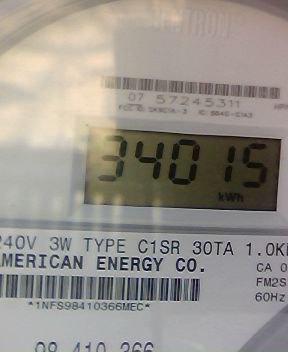 07 57245311
34015
kWh
240V 3W TYPE C1SR 30TA 1.0K
AMERICAN ENERGY CO.
CA 0
FM2S
60Hz
*1NFS98410366MEC*
98 410 366